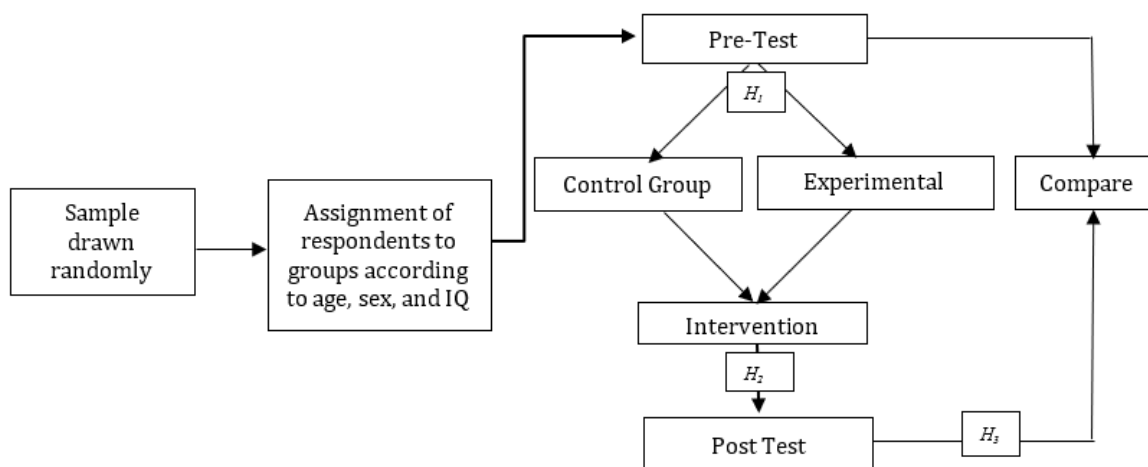 Pre-Test
H₁
Control Group
Experimental
Compare
Sample
drawn
randomly
Assignment of
respondents to
groups according
to age, sex, and IQ
Intervention
H₂
Post Test
H₃